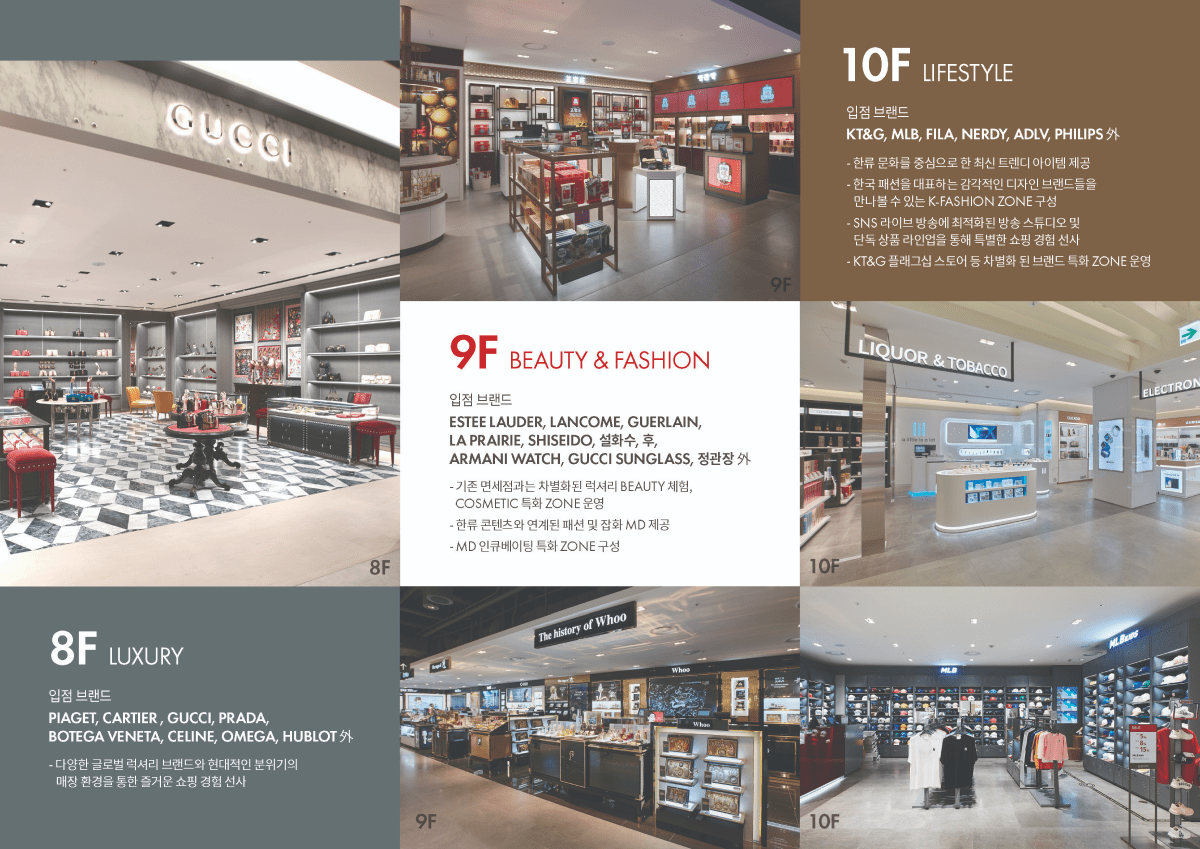 GUCCI
8F
8F LUXURY
입점 브랜드
PIAGET, CARTIER , GUCCI, PRADA,
BOTEGA VENETA, CELINE, OMEGA, HUBLOT 外
- 다양한 글로벌 럭셔리 브랜드와 현대적인 분위기의
매장 환경을 통한 즐거운 쇼핑 경험 선사
9F
9F BEAUTY & FASHION
입점 브랜드
ESTEE LAUDER, LANCOME, GUERLAIN,
LA PRAIRIE, SHISEIDO, 설화수, 후,
ARMANI WATCH, GUCCI SUNGLASS, 정관장 外
- 기존 면세점과는 차별화된 럭셔리 BEAUTY 체험,
COSMETIC 특화 ZONE 운영
- 한류 콘텐츠와 연계된 패션 및 잡화 MD 제공
- MD 인큐베이팅 특화 ZONE 구성
The history of Whoo
Whoo
Whoo
9F
10F LIFESTYLE
입점 브랜드
KT&G, MLB, FILA, NERDY, ADLV, PHILIPS 外
- 한류 문화를 중심으로 한 최신 트렌디 아이템 제공
- 한국 패션을 대표하는 감각적인 디자인 브랜드들을
만나볼 수 있는 K-FASHION ZONE 구성
- SNS 라이브 방송에 최적화된 방송 스튜디오 및
단독 상품 라인업을 통해 특별한 쇼핑 경험 선사
- KT&G 플래그십 스토어 등 차별화 된 브랜드 특화 ZONE 운영
LIQUOR & TOBACCO
ELECTRON
10F
MLB
MLB KIDS
10F